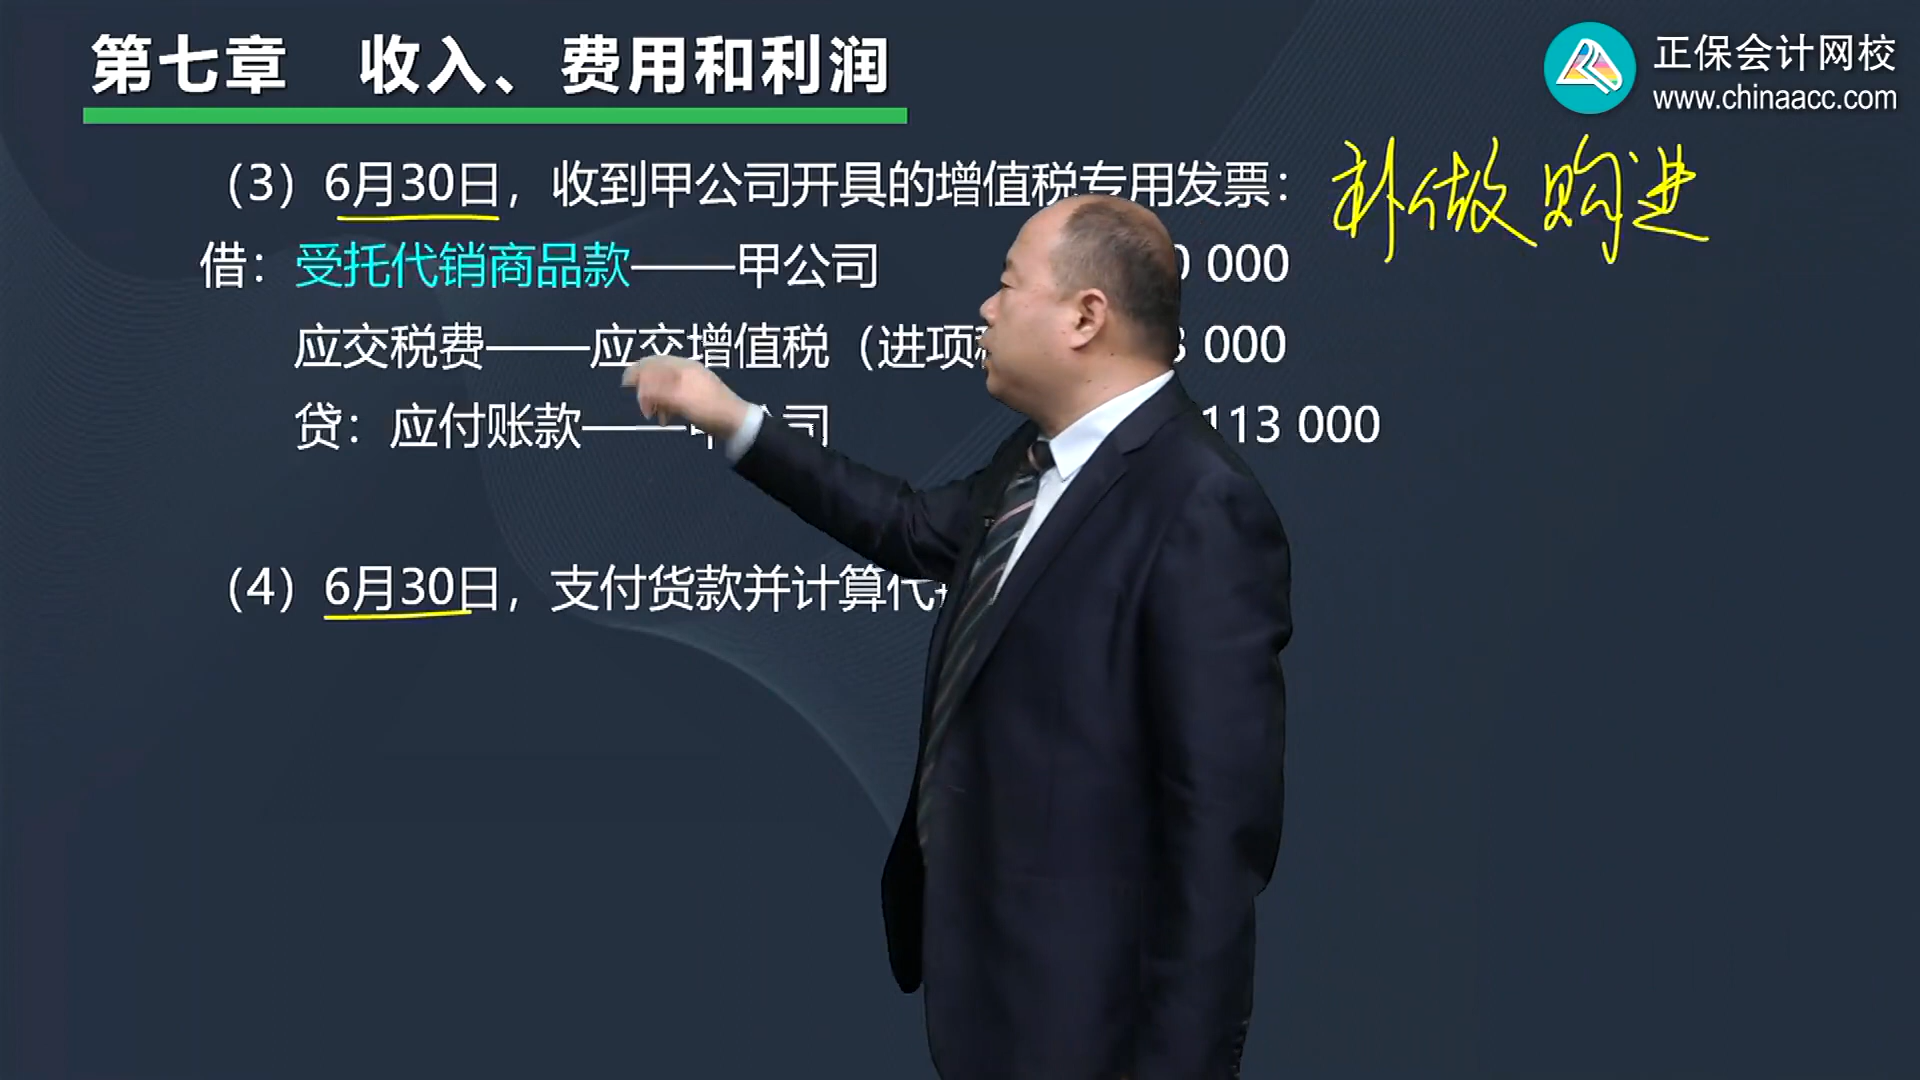 第七章 收入、费用和利润
正保会计网校
www.chinaacc.com
（3）6月30日，收到甲公司开具的增值税专用发票：
补做购进
借：受托代销商品款——甲公司 0 000
应交税费——应交增值税（进项 000
贷：应付账款—— 公司 113 000
（4）6月30日，支付货款并计算代